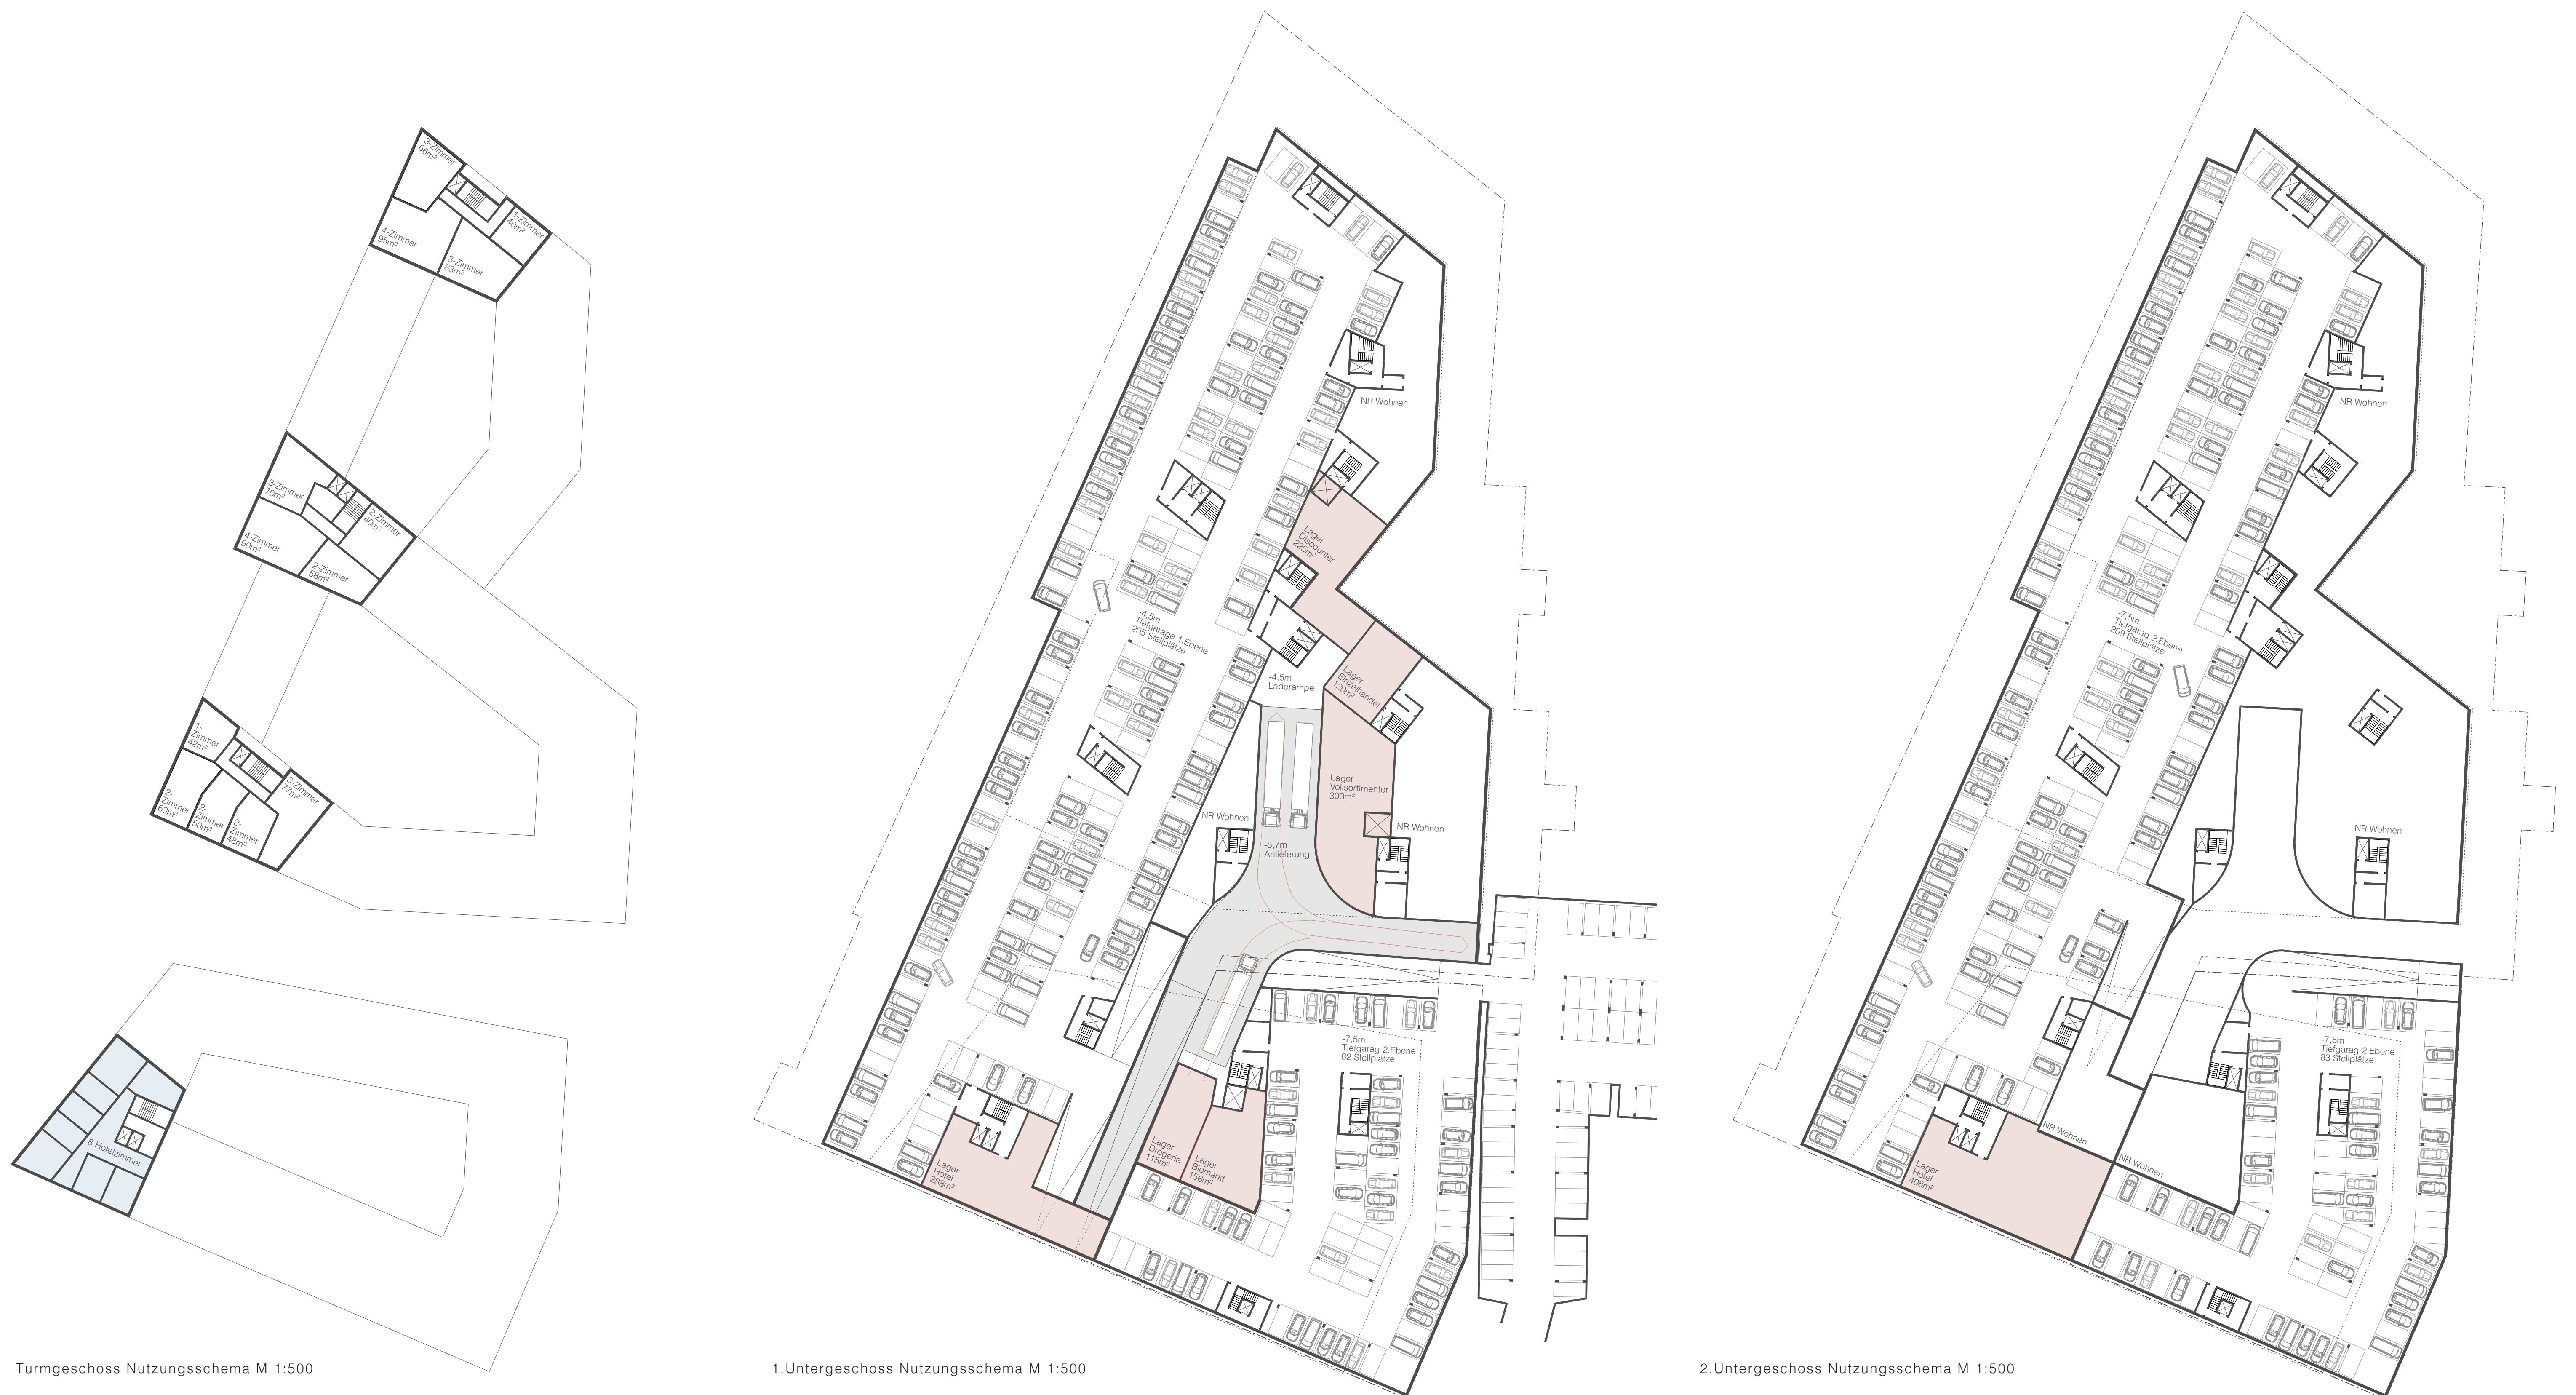 3-Zimmer
66m²
1-Zimmer
40m²
4-Zimmer
95m²
3-Zimmer
83m²
3-Zimmer
70m²
2-Zimmer
40m²
4-Zimmer
90m²
2-Zimmer
58m²
1-
Zimmer
42m²
3-Zimmer
77m²
2-
Zimmer
63m²
2-
Zimmer
50m²
2-
Zimmer
48m²
8 Hotelzimmer
Turmgeschoss Nutzungsschema M 1:500
NR Wohnen
Lager
Discounter
225m²
-4,5m
Tiefgarage 1.Ebene
205 Stellplätze
-4,5m
Laderampe
Lager
Einzelhandel
120m²
Lager
Vollsortimenter
303m²
NR Wohnen
NR Wohnen
-5,7m
Anlieferung
-7,5m
Tiefgarag 2.Ebene
82 Stellplätze
Lager
Drogerie
115m²
Lager
Biomarkt
156m²
Lager
Hotel
288m²
1.Untergeschoss Nutzungsschema M 1:500
NR Wohnen
-7,5m
Tiefgarag 2.Ebene
209 Stellplätze
NR Wohnen
-7,5m
Tiefgarag 2.Ebene
83 Stellplätze
NR Wohnen
NR Wohnen
Lager
Hotel
408m²
2.Untergeschoss Nutzungsschema M 1:500